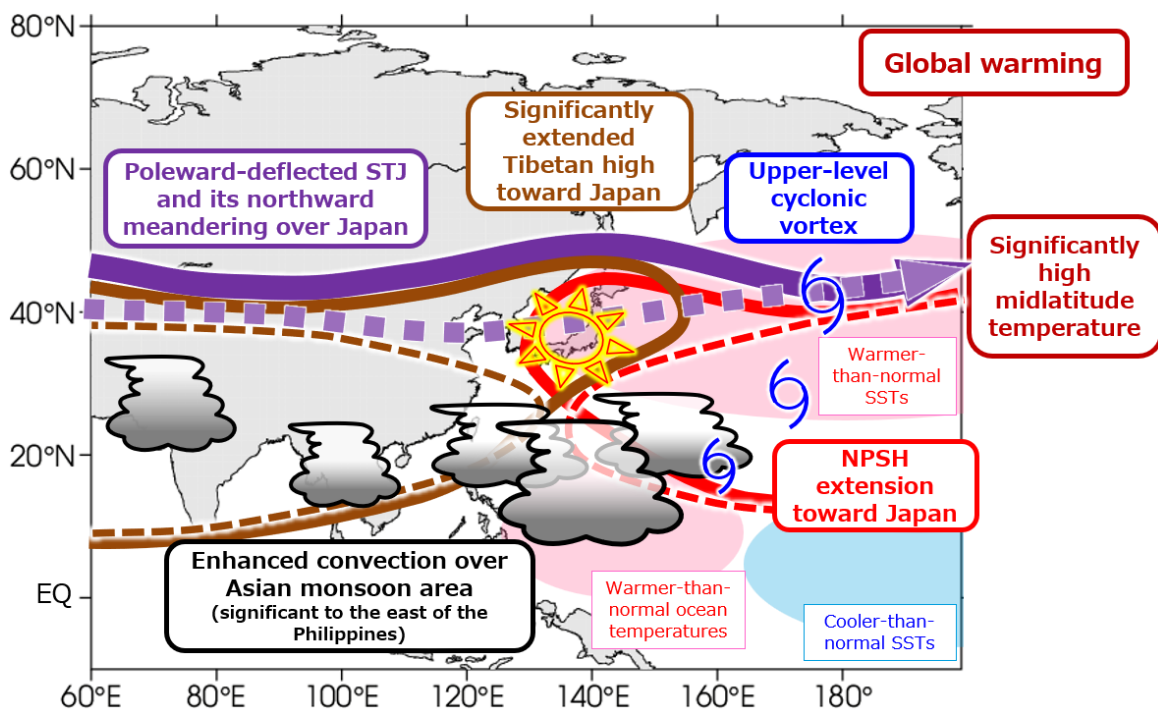 80°N
Global warming
Significantly
extended
Tibetan high
toward Japan
Poleward-deflected STJ
and its northward
meandering over Japan
Upper-level
cyclonic
vortex
60°N
Significantly
high
midlatitude
temperature
40°N
Warmer-
than-normal
SSTs
20°N
NPSH
extension
toward Japan
Enhanced convection over
Asian monsoon area
(significant to the east of the
Philippines)
EQ
Warmer-than-
normal ocean
temperatures
Cooler-than-
normal SSTs
60°E
80°E
100°E
120°E
140°E
160°E
180°